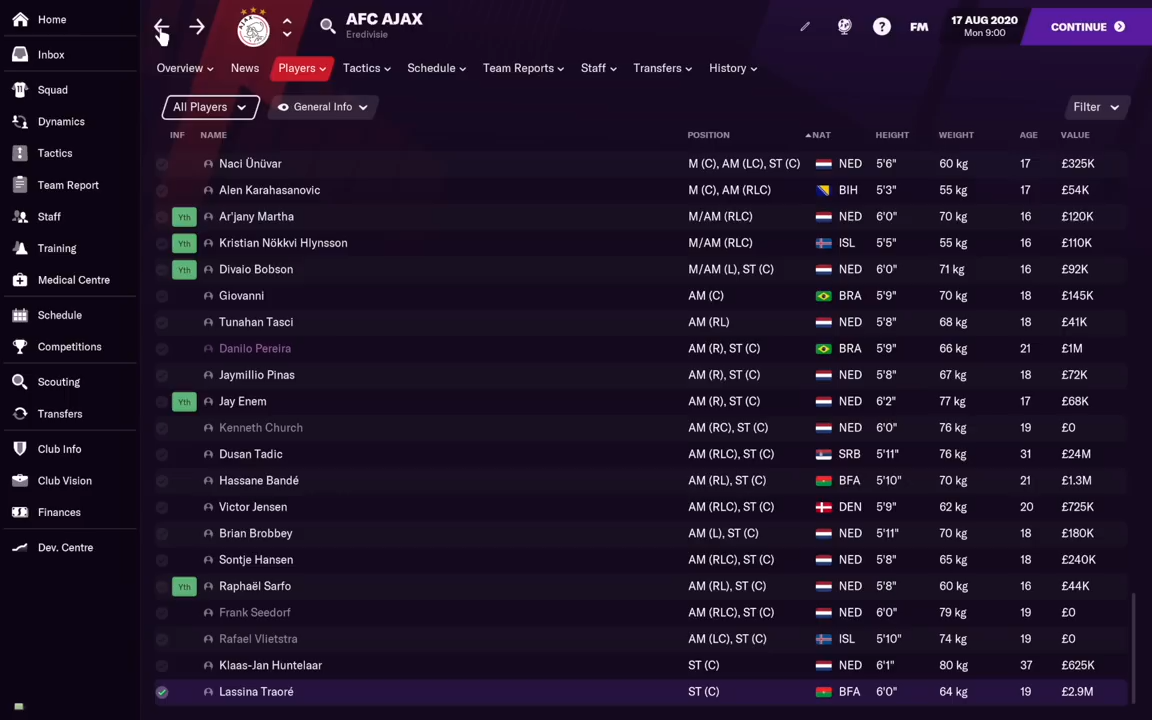 AFC AJAX
Eredivisie
FM
17 AUG 2020
Mon 9:00
CONTINUE
Home
Inbox
Squad
Dynamics
Tactics
Team Report
Staff
Training
Medical Centre
Schedule
Competitions
Scouting
Transfers
Club Info
Club Vision
Finances
Dev. Centre
Overview News Players Tactics Schedule Team Reports Staff Transfers History
All Players General Info Filter
INF NAME POSITION NAT HEIGHT WEIGHT AGE VALUE
Naci Ünüvar M (C), AM (LC), ST (C) NED 5'6" 60 kg 17 £325K
Alen Karahasanovic M (C), AM (RLC) BIH 5'3" 55 kg 17 £54K
Yth Ar'jany Martha M/AM (RLC) NED 6'0" 70 kg 16 £120K
Yth Kristian Nökkvi Hlynsson M/AM (RLC) ISL 5'5" 55 kg 16 £110K
Yth Divaio Bobson M/AM (L), ST (C) NED 6'0" 71 kg 16 £92K
Giovanni AM (C) BRA 5'9" 70 kg 18 £145K
Tunahan Tasci AM (RL) NED 5'8" 68 kg 18 £41K
Danilo Pereira AM (R), ST (C) BRA 5'9" 66 kg 21 £1M
Jaymillio Pinas AM (R), ST (C) NED 5'8" 67 kg 18 £72K
Yth Jay Enem AM (R), ST (C) NED 6'2" 77 kg 17 £68K
Kenneth Church AM (RC), ST (C) NED 6'0" 76 kg 19 £0
Dusan Tadic AM (RLC), ST (C) SRB 5'11" 76 kg 31 £24M
Hassane Bandé AM (RL), ST (C) BFA 5'10" 70 kg 21 £1.3M
Victor Jensen AM (RLC), ST (C) DEN 5'9" 62 kg 20 £725K
Brian Brobbey AM (L), ST (C) NED 5'11" 70 kg 18 £180K
Sontje Hansen AM (RLC), ST (C) NED 5'8" 65 kg 18 £240K
Yth Raphaël Sarfo AM (RL), ST (C) NED 5'8" 60 kg 16 £44K
Frank Seedorf AM (RLC), ST (C) NED 6'0" 79 kg 19 £0
Rafael Vlietstra AM (LC), ST (C) ISL 5'10" 74 kg 19 £0
Klaas-Jan Huntelaar ST (C) NED 6'1" 80 kg 37 £625K
Lassina Traoré ST (C) BFA 6'0" 64 kg 19 £2.9M